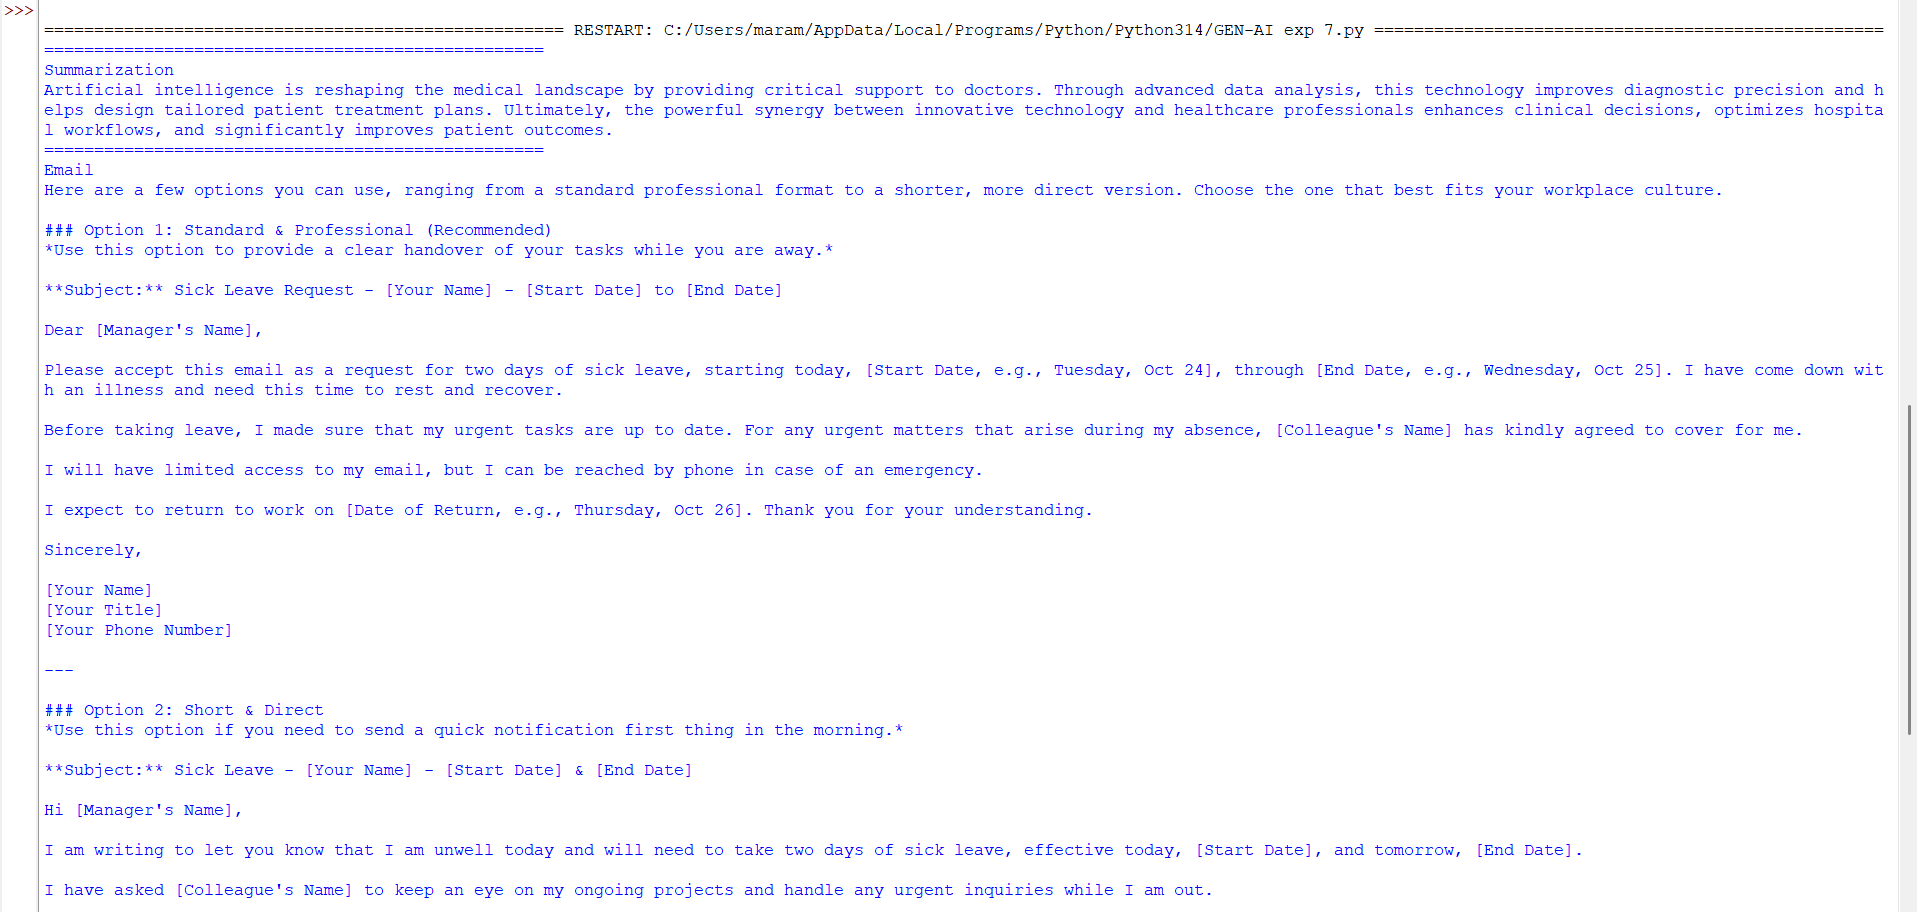 >>>
==================================================== RESTART: C:/Users/maram/AppData/Local/Programs/Python/Python314/GEN-AI exp 7.py ===================================================
==================================================
Summarization
Artificial intelligence is reshaping the medical landscape by providing critical support to doctors. Through advanced data analysis, this technology improves diagnostic precision and h
elps design tailored patient treatment plans. Ultimately, the powerful synergy between innovative technology and healthcare professionals enhances clinical decisions, optimizes hospita
l workflows, and significantly improves patient outcomes.
==================================================
Email
Here are a few options you can use, ranging from a standard professional format to a shorter, more direct version. Choose the one that best fits your workplace culture.

### Option 1: Standard & Professional (Recommended)
*Use this option to provide a clear handover of your tasks while you are away.*

**Subject:** Sick Leave Request - [Your Name] - [Start Date] to [End Date]

Dear [Manager's Name],

Please accept this email as a request for two days of sick leave, starting today, [Start Date, e.g., Tuesday, Oct 24], through [End Date, e.g., Wednesday, Oct 25]. I have come down wit
h an illness and need this time to rest and recover.

Before taking leave, I made sure that my urgent tasks are up to date. For any urgent matters that arise during my absence, [Colleague's Name] has kindly agreed to cover for me.

I will have limited access to my email, but I can be reached by phone in case of an emergency.

I expect to return to work on [Date of Return, e.g., Thursday, Oct 26]. Thank you for your understanding.

Sincerely,

[Your Name]
[Your Title]
[Your Phone Number]

---

### Option 2: Short & Direct
*Use this option if you need to send a quick notification first thing in the morning.*

**Subject:** Sick Leave - [Your Name] - [Start Date] & [End Date]

Hi [Manager's Name],

I am writing to let you know that I am unwell today and will need to take two days of sick leave, effective today, [Start Date], and tomorrow, [End Date].

I have asked [Colleague's Name] to keep an eye on my ongoing projects and handle any urgent inquiries while I am out.